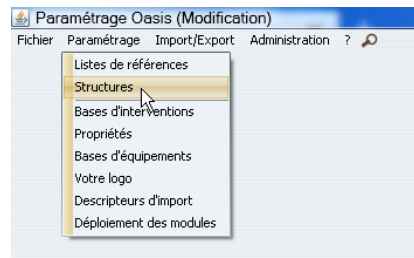 Paramétrage Oasis (Modification)
Fichier Paramétrage Import/Export Administration ?
Listes de références
Structures
Bases d'interventions
Propriétés
Bases d'équipements
Votre logo
Descripteurs d'import
Déploiement des modules